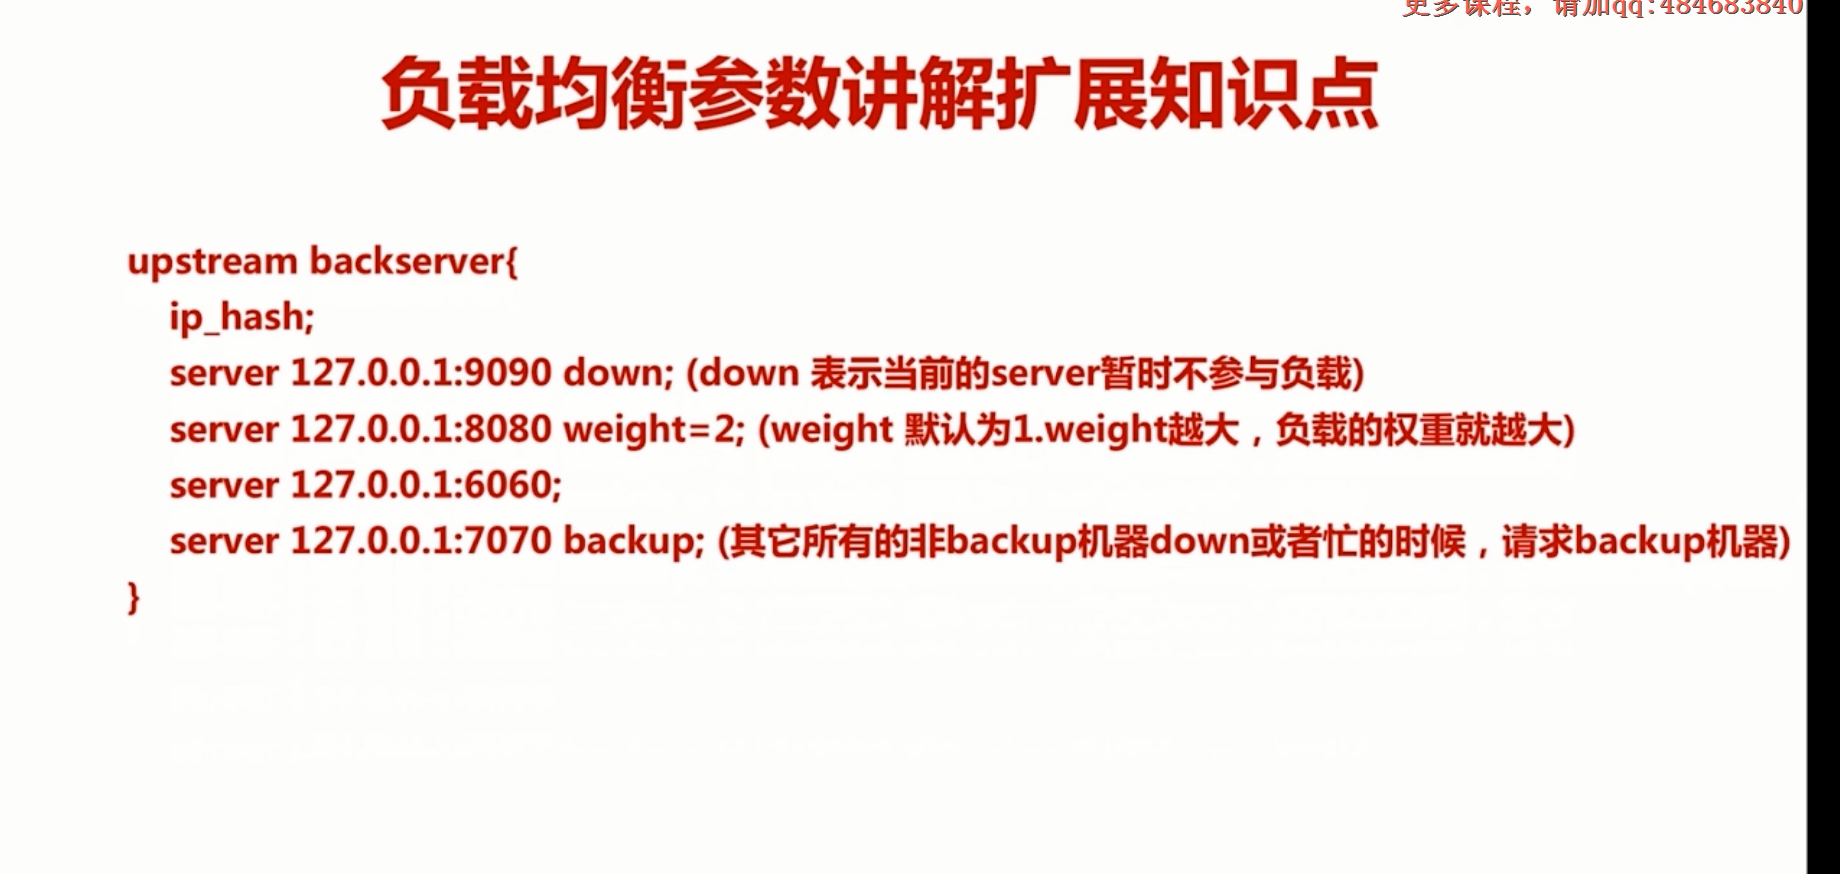 更多课程，请加qq:484683840
负载均衡参数讲解扩展知识点
upstream backserver{
ip_hash;
server 127.0.0.1:9090 down; (down 表示当前的server暂时不参与负载)
server 127.0.0.1:8080 weight=2; (weight 默认为1.weight越大，负载的权重就越大)
server 127.0.0.1:6060;
server 127.0.0.1:7070 backup; (其它所有的非backup机器down或者忙的时候，请求backup机器)
}